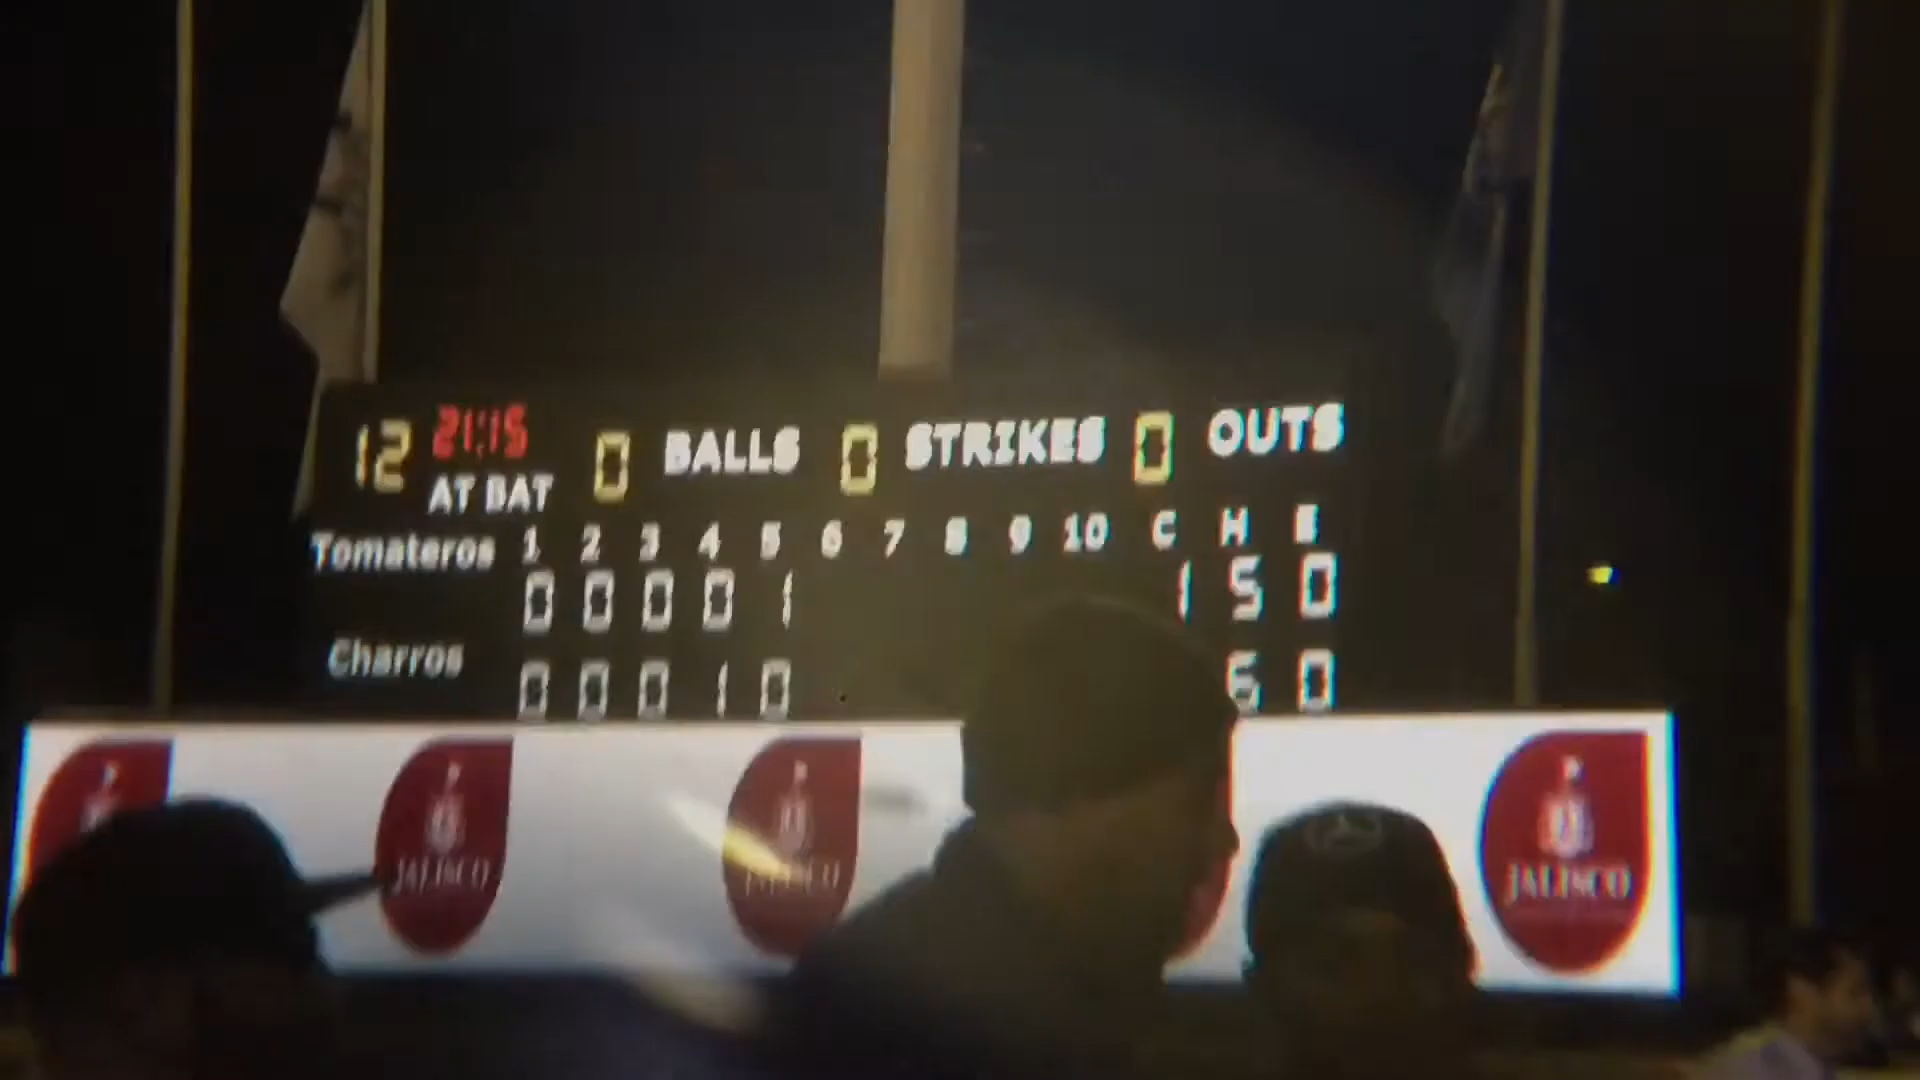 12 21:15 0 BALLS 0 STRIKES 0 OUTS
AT BAT
Tomateros 1 2 3 4 5 6 7 8 9 10 C H E
0 0 0 0 1 1 5 0
Charros
0 0 0 1 0 6 0
JALISCO JALISCO JALISCO